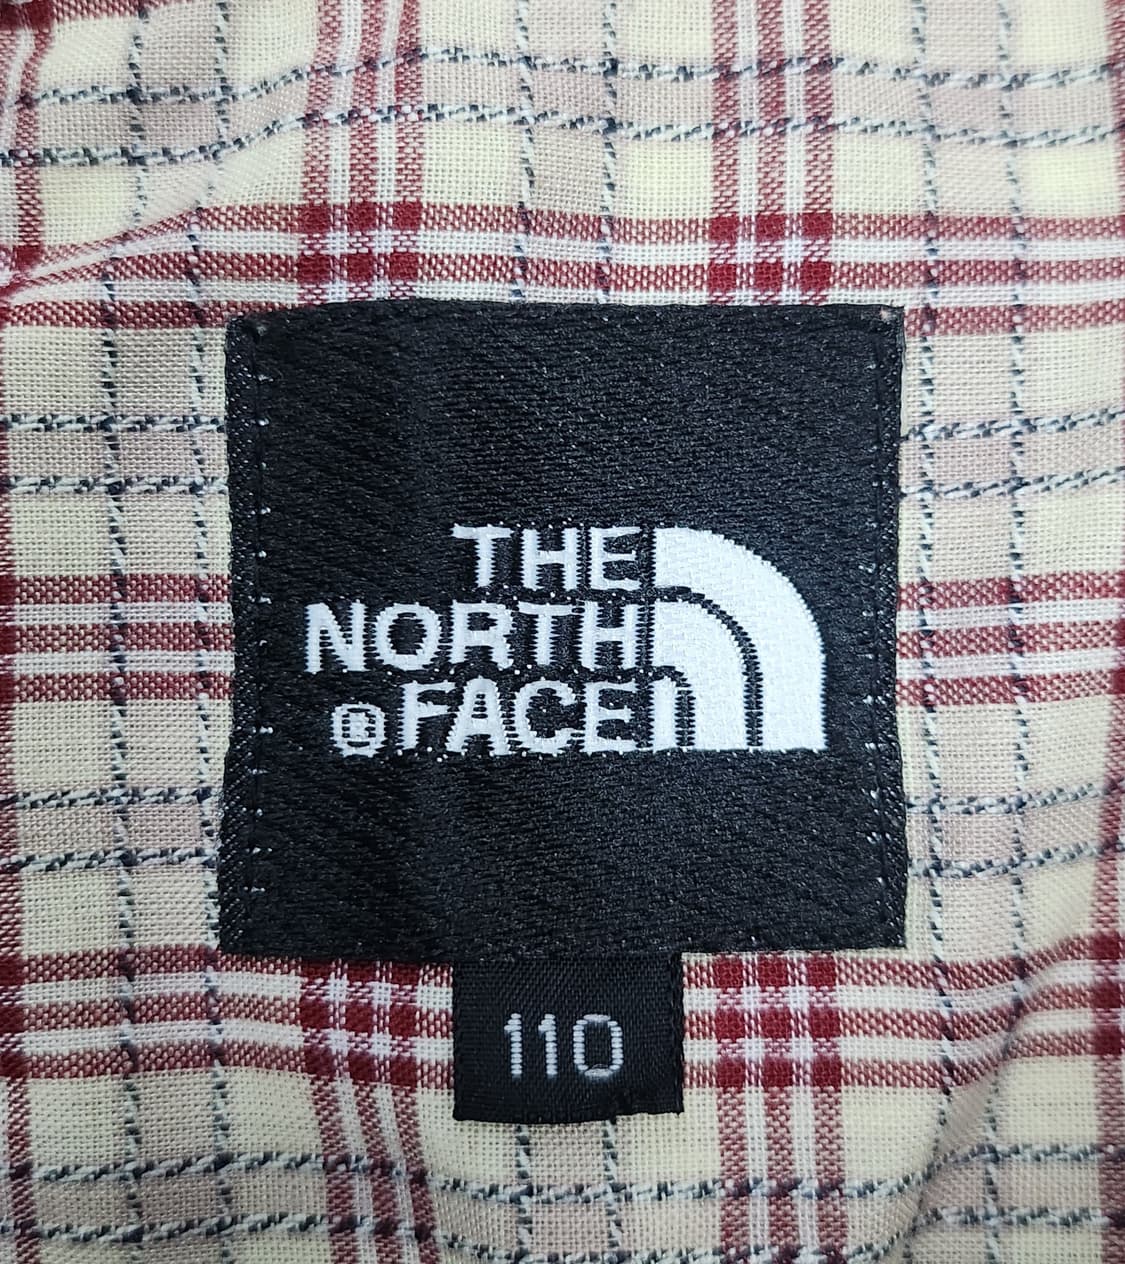 THE
NORTH
® FACE
110